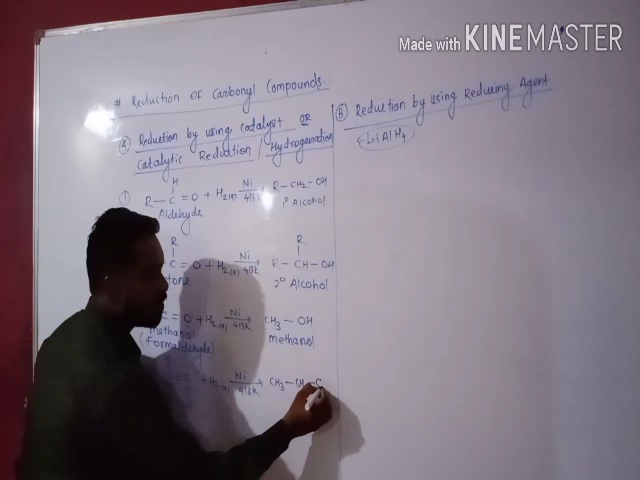 Made with KINEMASTER
# Reduction of Carbonyl Compounds:
(A) Reduction by using catalyst OR
Catalytic Reduction / Hydrogenation
(1) H
R—C=O + H2(g) Ni 413K → R—CH2—OH
Aldehyde 1° Alcohol
R R
C=O + H2(g) Ni 413K → R—CH—OH
tone 2° Alcohol
C=O + H2(g) Ni 413K → CH3—OH
Methanal methanol
(formaldehyde)
+H2(g) Ni 413K → CH3—CH—C
(B) Reduction by using Reducing Agent
LiAlH4